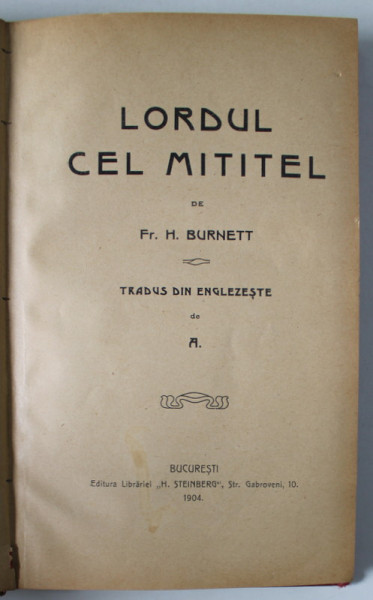 LORDUL
CEL MITITEL
DE
Fr. H. BURNETT
TRADUS DIN ENGLEZEŞTE
de
A.
BUCUREŞTI
Editura Librăriei „H. STEINBERG”, Str. Gabroveni, 10.
1904.